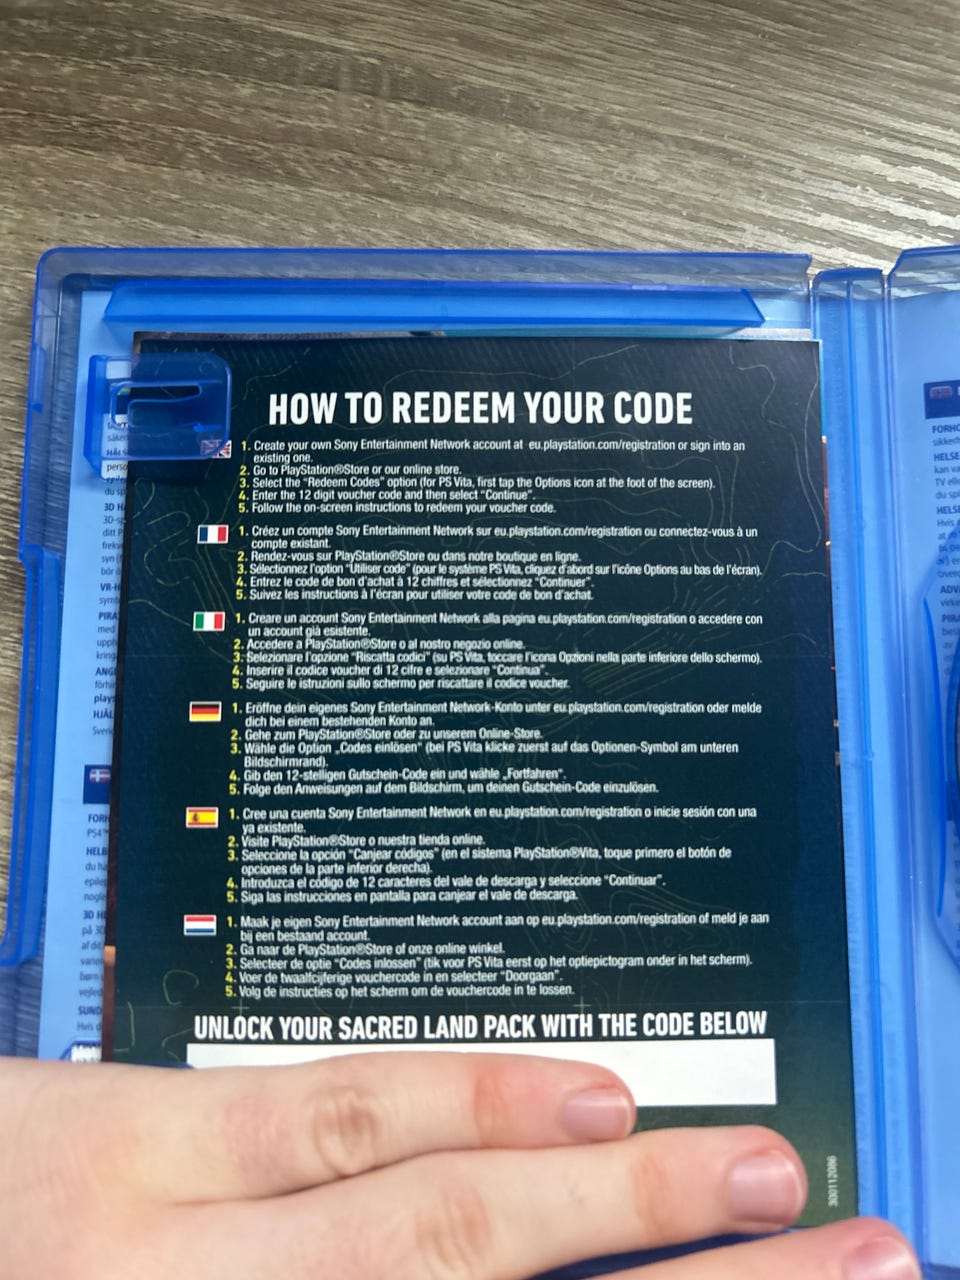 HOW TO REDEEM YOUR CODE
1. Create your own Sony Entertainment Network account at eu.playstation.com/registration or sign into an
existing one.
2. Go to PlayStation®Store or our online store.
3. Select the "Redeem Codes" option (for PS Vita, first tap the Options icon at the foot of the screen).
4. Enter the 12 digit voucher code and then select "Continue".
5. Follow the on-screen instructions to redeem your voucher code.
1. Créez un compte Sony Entertainment Network sur eu.playstation.com/registration ou connectez-vous à un
compte existant.
2. Rendez-vous sur PlayStation®Store ou dans notre boutique en ligne.
3. Sélectionnez l'option "Utiliser code" (pour le système PS Vita, cliquez d'abord sur l'icône Options au bas de l'écran).
4. Entrez le code de bon d'achat à 12 chiffres et sélectionnez "Continuer".
5. Suivez les instructions à l'écran pour utiliser votre code de bon d'achat.
1. Creare un account Sony Entertainment Network alla pagina eu.playstation.com/registration o accedere con
un account già esistente.
2. Accedere a PlayStation®Store o al nostro negozio online.
3. Selezionare l'opzione "Riscatta codici" (su PS Vita, toccare l'icona Opzioni nella parte inferiore dello schermo).
4. Inserire il codice voucher di 12 cifre e selezionare "Continua".
5. Seguire le istruzioni sullo schermo per riscattare il codice voucher.
1. Eröffne dein eigenes Sony Entertainment Network-Konto unter eu.playstation.com/registration oder melde
dich bei einem bestehenden Konto an.
2. Gehe zum PlayStation®Store oder zu unserem Online-Store.
3. Wähle die Option „Codes einlösen“ (bei PS Vita klicke zuerst auf das Optionen-Symbol am unteren
Bildschirmrand).
4. Gib den 12-stelligen Gutschein-Code ein und wähle „Fortfahren“.
5. Folge den Anweisungen auf dem Bildschirm, um deinen Gutschein-Code einzulösen.
1. Cree una cuenta Sony Entertainment Network en eu.playstation.com/registration o inicie sesión con una
ya existente.
2. Visite PlayStation®Store o nuestra tienda online.
3. Seleccione la opción "Canjear códigos" (en el sistema PlayStation®Vita, toque primero el botón de
opciones de la parte inferior derecha).
4. Introduzca el código de 12 caracteres del vale de descarga y seleccione "Continuar".
5. Siga las instrucciones en pantalla para canjear el vale de descarga.
1. Maak je eigen Sony Entertainment Network account aan op eu.playstation.com/registration of meld je aan
bij een bestaand account.
2. Ga naar de PlayStation®Store of onze online winkel.
3. Selecteer de optie "Codes inlossen" (tik voor PS Vita eerst op het optiepictogram onder in het scherm).
4. Voer de twaalfcijferige vouchercode in en selecteer "Doorgaan".
5. Volg de instructies op het scherm om de vouchercode in te lossen.
UNLOCK YOUR SACRED LAND PACK WITH THE CODE BELOW
300112086